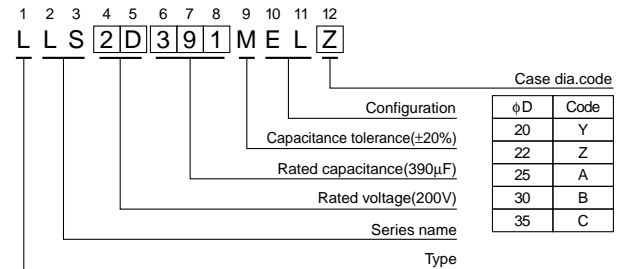 1 2 3 4 5 6 7 8 9 10 11 12
L L S 2 D 3 9 1 M E L Z
Case dia.code
Configuration
Capacitance tolerance(±20%)
Rated capacitance(390μF)
Rated voltage(200V)
Series name
Type
φD Code
20 Y
22 Z
25 A
30 B
35 C